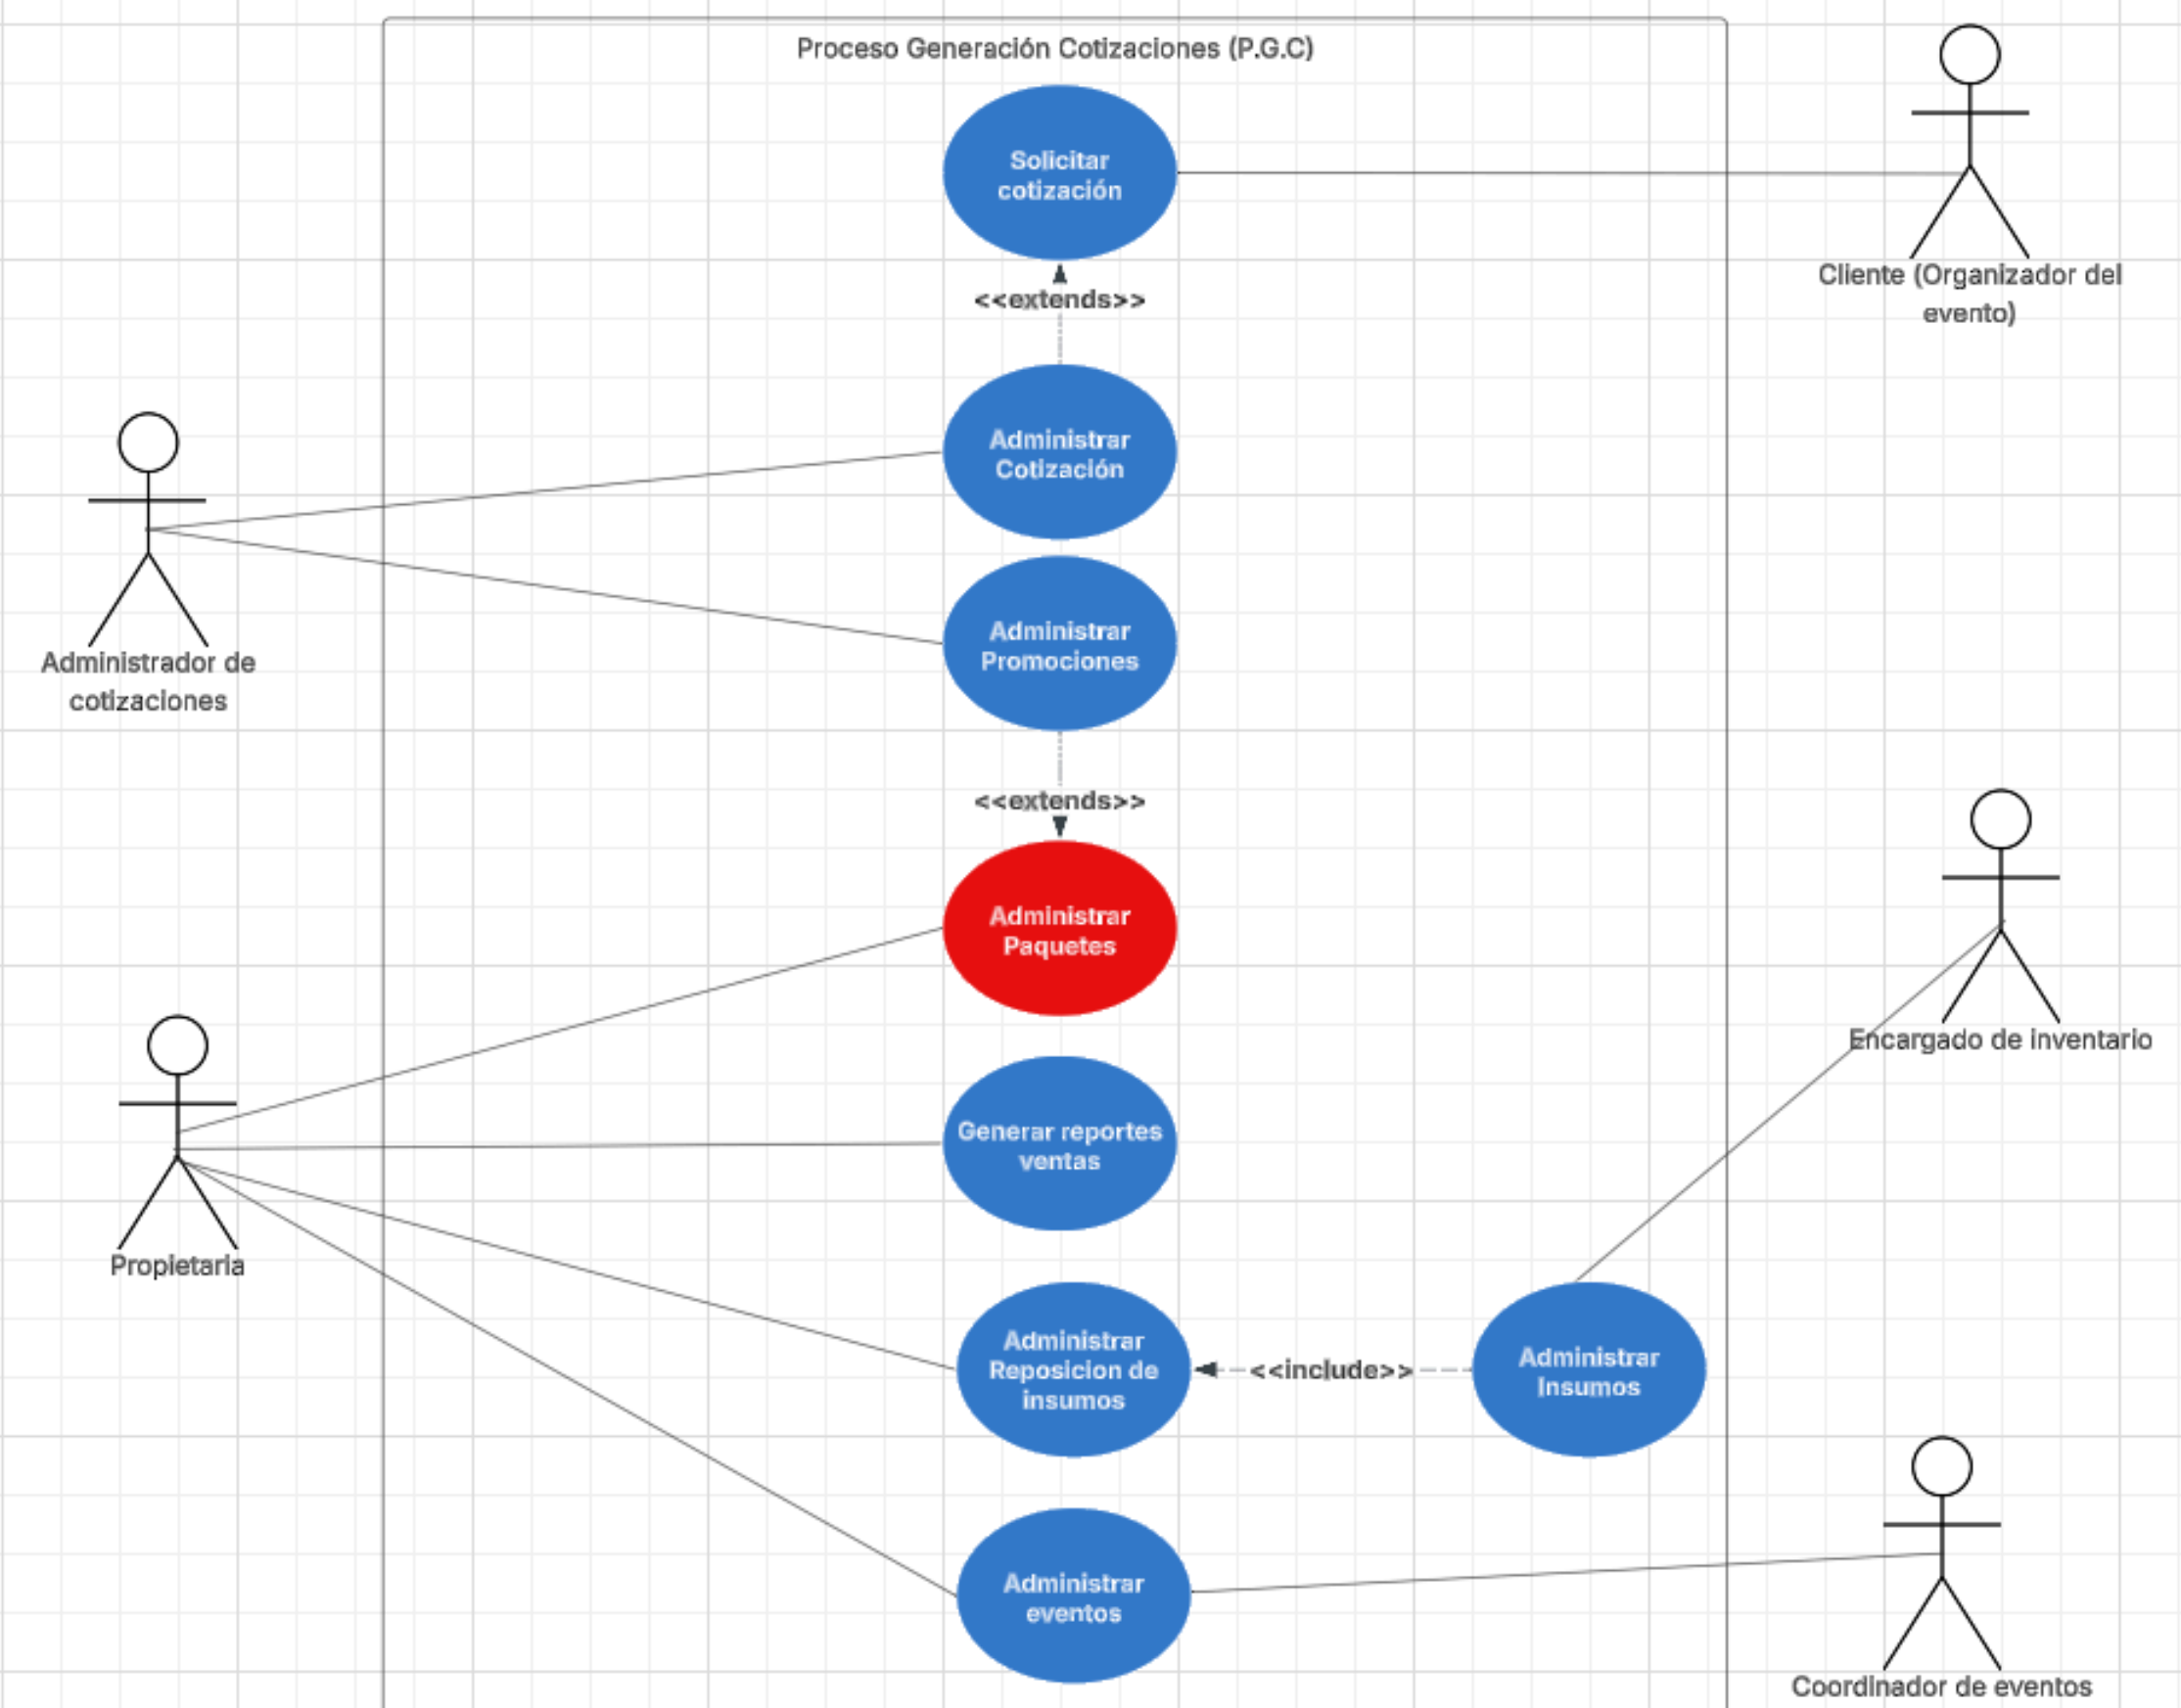 Proceso Generación Cotizaciones (P.G.C)
Solicitar
cotización
Cliente (Organizador del
evento)
<<extends>>
Administrar
Cotización
Administrar
Promociones
Administrador de
cotizaciones
<<extends>>
Administrar
Paquetes
Encargado de inventario
Generar reportes
ventas
Propietaria
Administrar
Reposicion de
insumos
<<include>>
Administrar
Insumos
Administrar
eventos
Coordinador de eventos